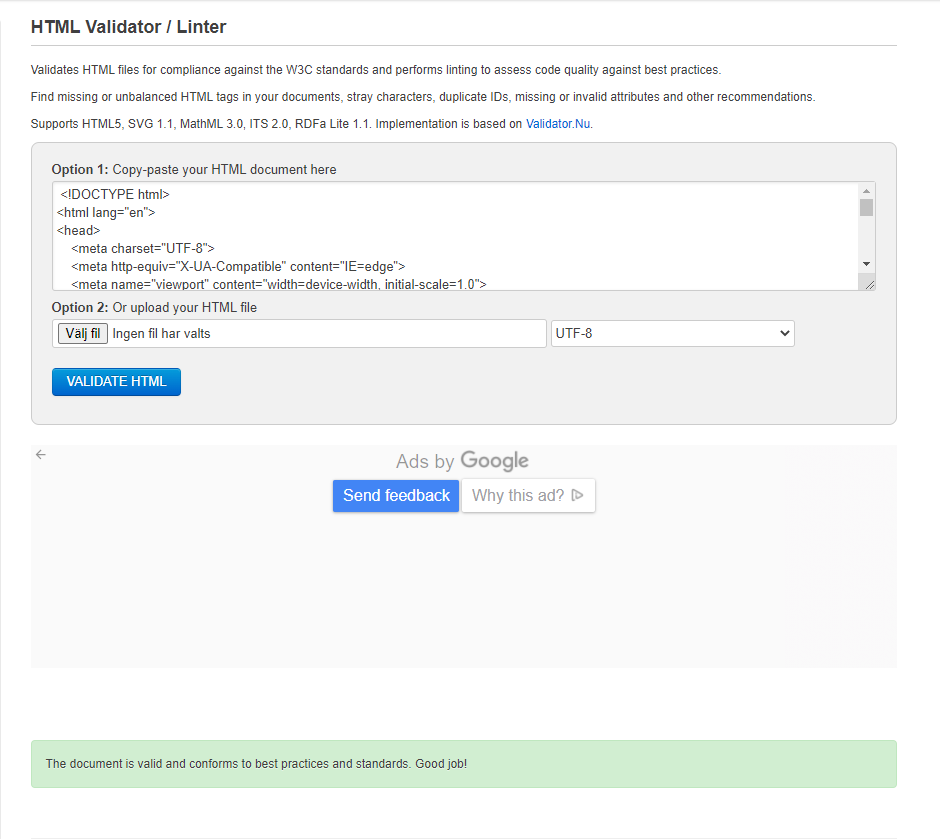 HTML Validator / Linter
Validates HTML files for compliance against the W3C standards and performs linting to assess code quality against best practices.
Find missing or unbalanced HTML tags in your documents, stray characters, duplicate IDs, missing or invalid attributes and other recommendations.
Supports HTML5, SVG 1.1, MathML 3.0, ITS 2.0, RDFa Lite 1.1. Implementation is based on Validator.Nu.
Option 1: Copy-paste your HTML document here
<!DOCTYPE html>
<html lang="en">
<head>
<meta charset="UTF-8">
<meta http-equiv="X-UA-Compatible" content="IE=edge">
<meta name="viewport" content="width=device-width, initial-scale=1.0">
Option 2: Or upload your HTML file
Välj fil Ingen fil har valts UTF-8
VALIDATE HTML
Ads by Google
Send feedback Why this ad?
The document is valid and conforms to best practices and standards. Good job!